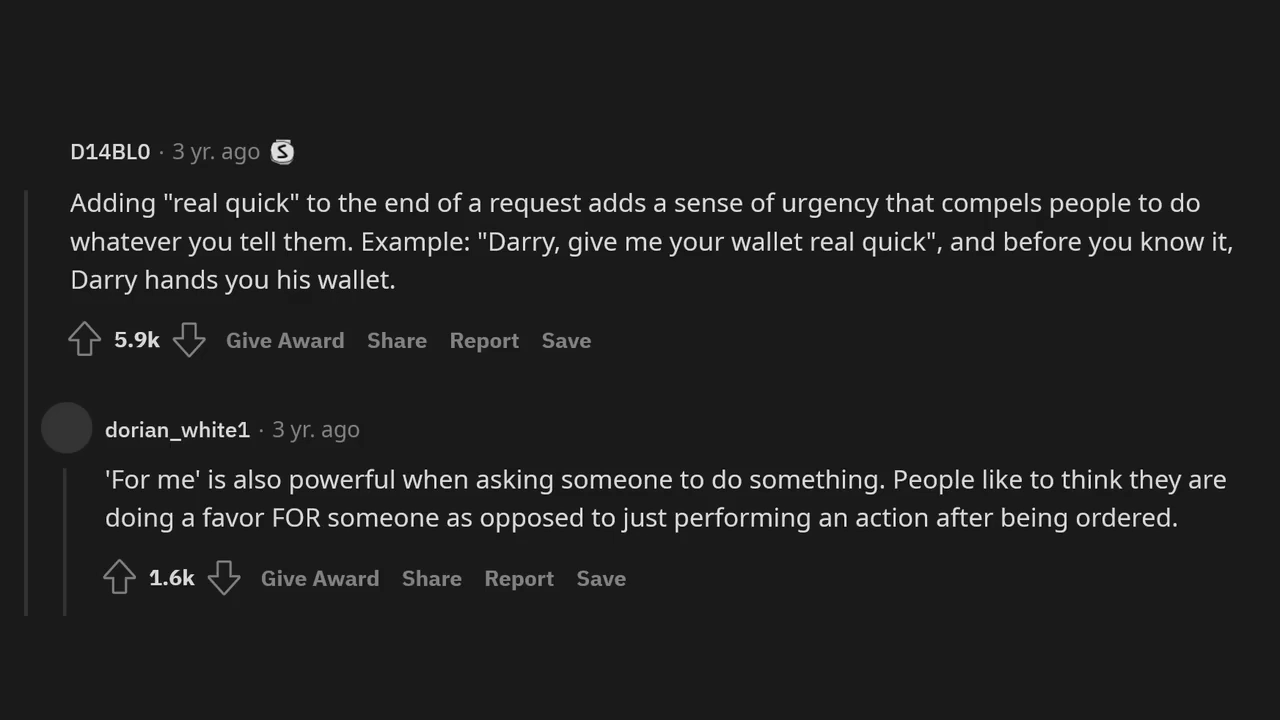 D14BL0 · 3 yr. ago
Adding "real quick" to the end of a request adds a sense of urgency that compels people to do
whatever you tell them. Example: "Darry, give me your wallet real quick", and before you know it,
Darry hands you his wallet.
5.9k Give Award Share Report Save
dorian_white1 · 3 yr. ago
'For me' is also powerful when asking someone to do something. People like to think they are
doing a favor FOR someone as opposed to just performing an action after being ordered.
1.6k Give Award Share Report Save